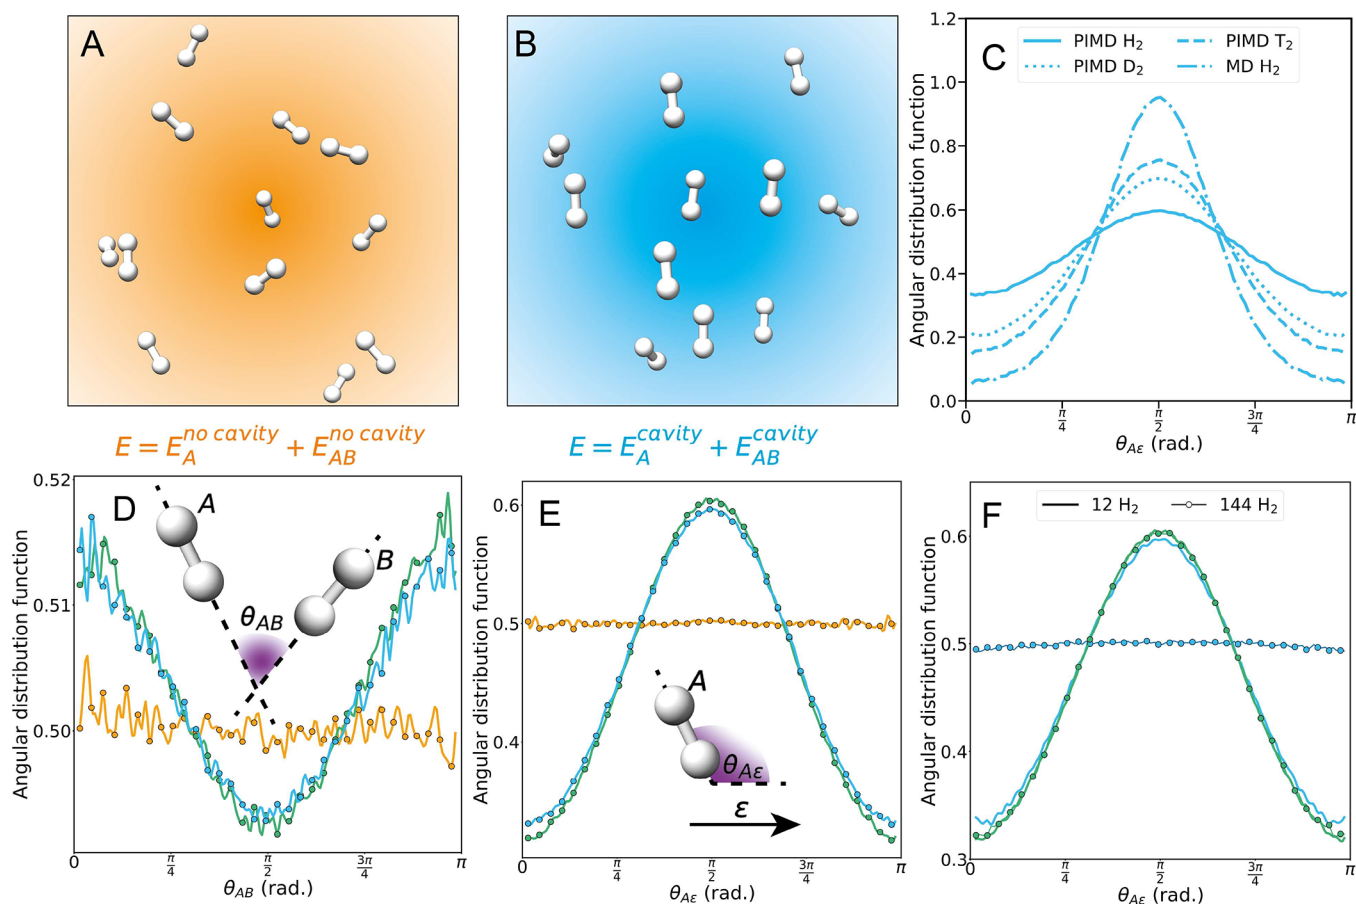 A
B
C
PIMD H2
PIMD T2
PIMD D2
MD H2
Angular distribution function
1.2
1.0
0.8
0.6
0.4
0.2
0.0
0
π/4
π/2
3π/4
π
θAε (rad.)
E = EA^no cavity + EAB^no cavity
E = EA^cavity + EAB^cavity
D
A
B
θAB
Angular distribution function
0.52
0.51
0.50
0
π/4
π/2
3π/4
π
θAB (rad.)
E
A
θAε
ε
Angular distribution function
0.6
0.5
0.4
0
π/4
π/2
3π/4
π
θAε (rad.)
F
12 H2
144 H2
Angular distribution function
0.6
0.5
0.4
0.3
0
π/4
π/2
3π/4
π
θAε (rad.)